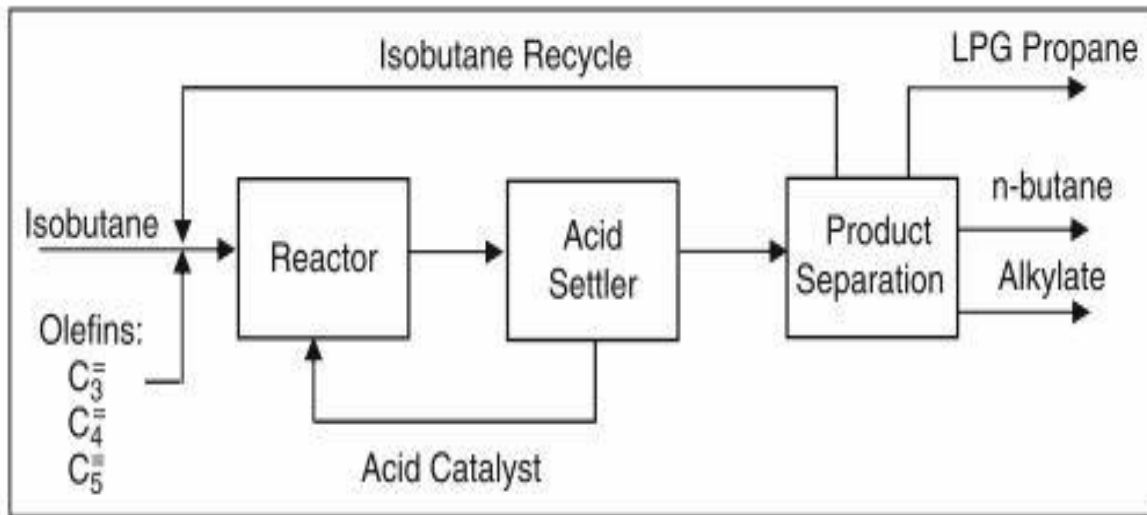 Isobutane Recycle
LPG Propane
n-butane
Alkylate
Isobutane
Reactor
Acid
Settler
Product
Separation
Olefins:
C₃⁼
C₄⁼
C₅⁼
Acid Catalyst